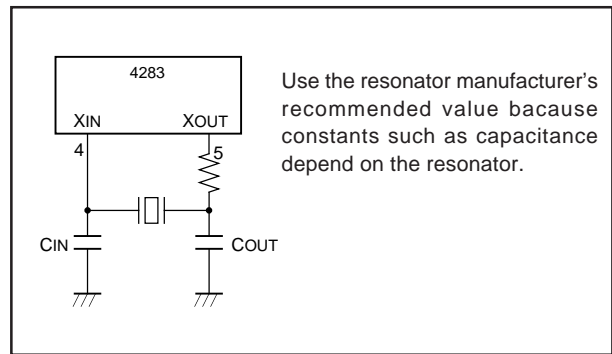 4283
XIN XOUT
4 5
CIN COUT
Use the resonator manufacturer's
recommended value bacause
constants such as capacitance
depend on the resonator.